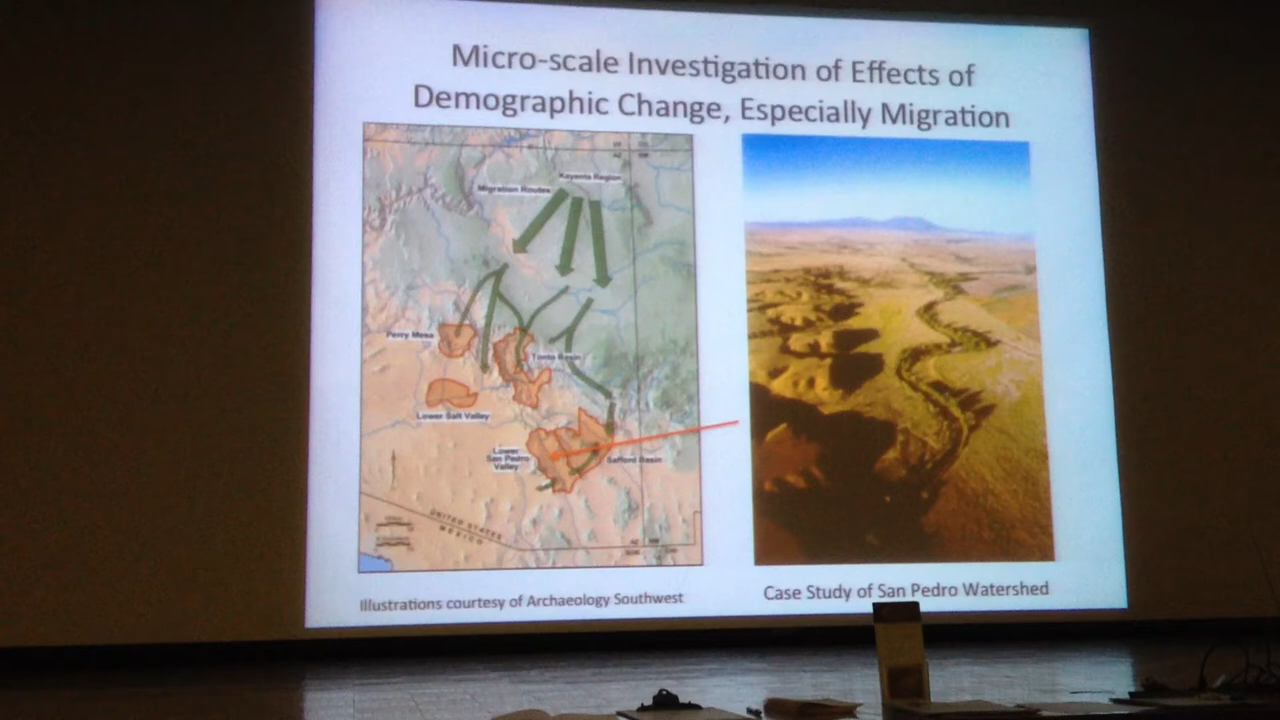 Micro-scale Investigation of Effects of
Demographic Change, Especially Migration
Kayenta Region
Migration Routes
Perry Mesa
Tonto Basin
Lower Salt Valley
Lower
San Pedro
Valley
Safford Basin
UNITED STATES
MEXICO
Illustrations courtesy of Archaeology Southwest
Case Study of San Pedro Watershed